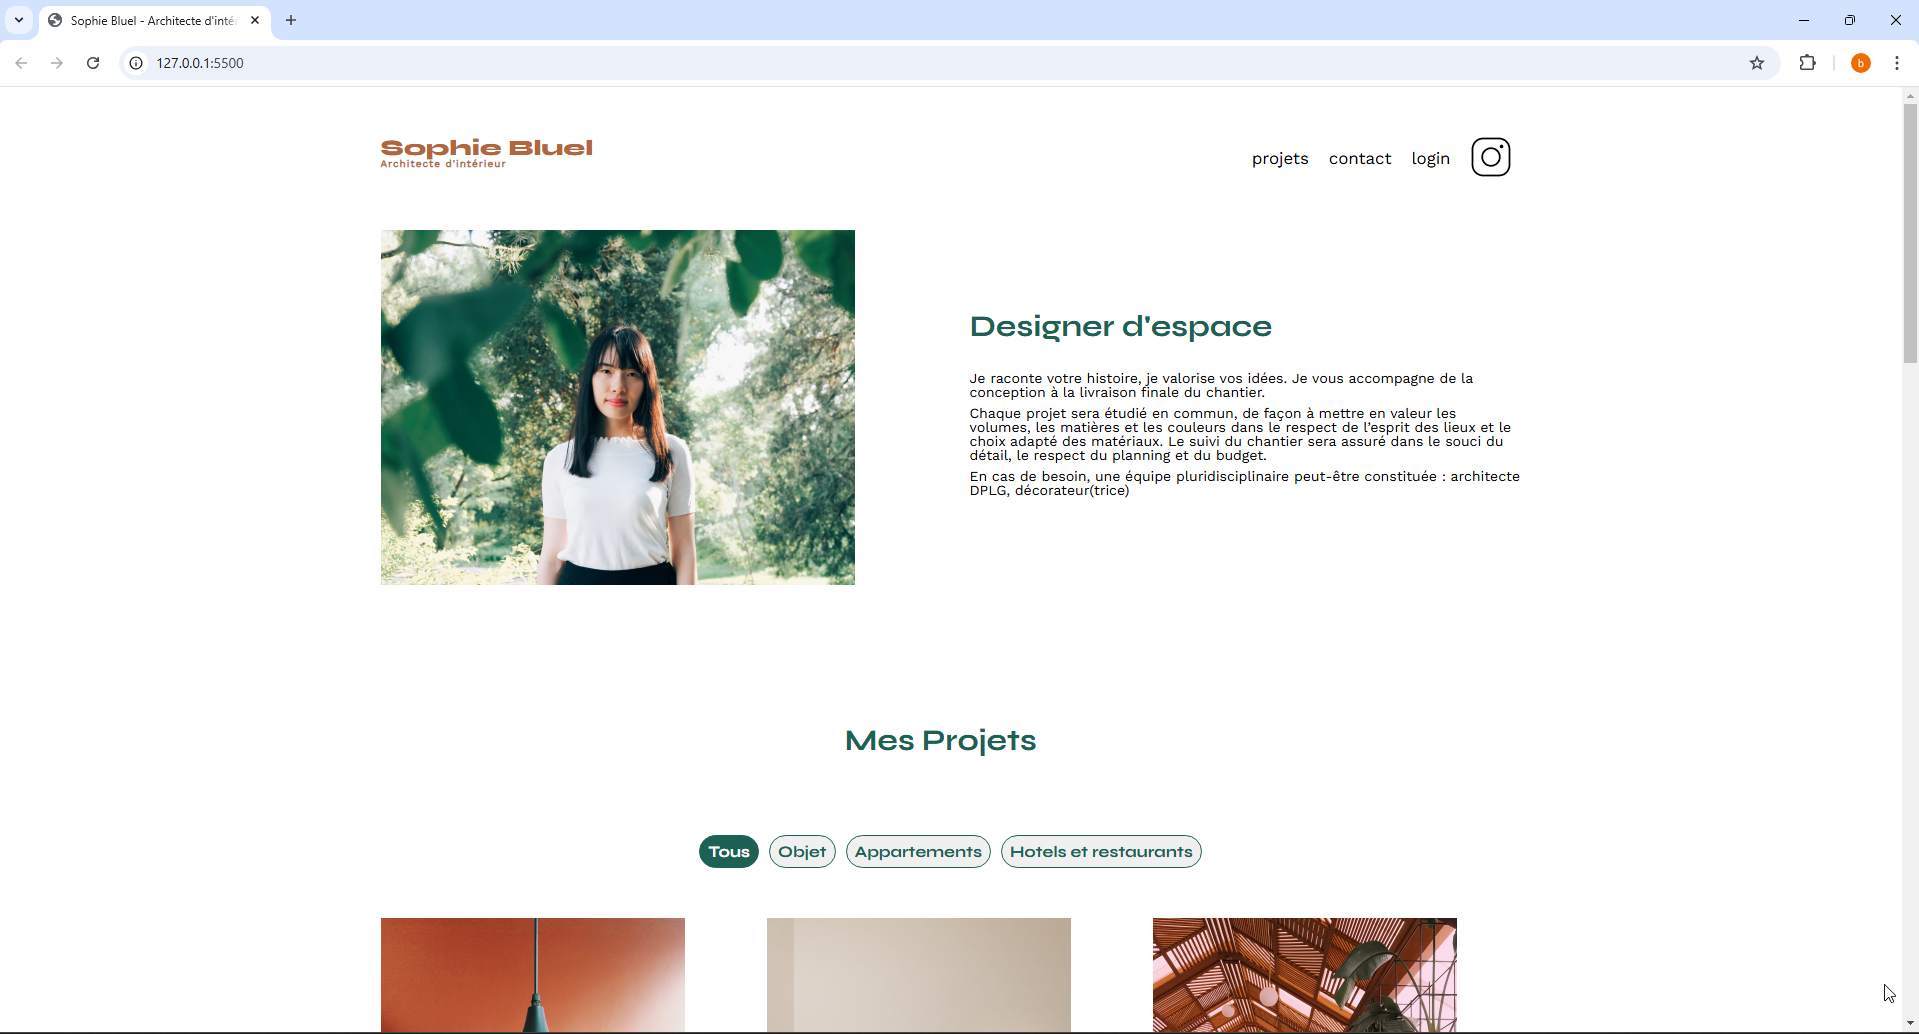 Sophie Bluel - Architecte d'inté
127.0.0.1:5500
b
Sophie Bluel
Architecte d'intérieur
projets
contact
login
Designer d'espace
Je raconte votre histoire, je valorise vos idées. Je vous accompagne de la
conception à la livraison finale du chantier.
Chaque projet sera étudié en commun, de façon à mettre en valeur les
volumes, les matières et les couleurs dans le respect de l’esprit des lieux et le
choix adapté des matériaux. Le suivi du chantier sera assuré dans le souci du
détail, le respect du planning et du budget.
En cas de besoin, une équipe pluridisciplinaire peut-être constituée : architecte
DPLG, décorateur(trice)
Mes Projets
Tous
Objet
Appartements
Hotels et restaurants